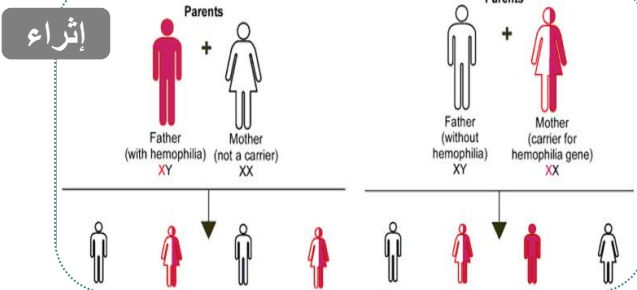 إثراء
Parents
+
Father
(with hemophilia)
XY
Mother
(not a carrier)
XX
Parents
+
Father
(without
hemophilia)
XY
Mother
(carrier for
hemophilia gene)
XX